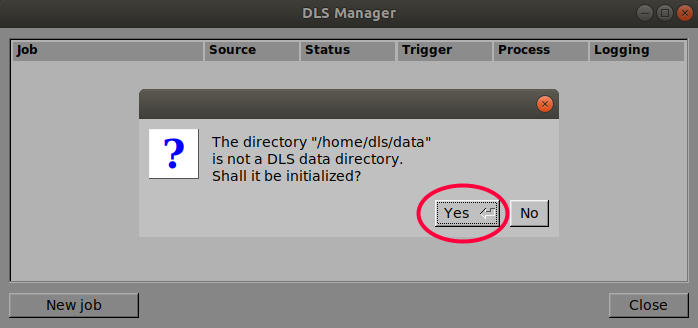 DLS Manager
Job Source Status Trigger Process Logging
The directory "/home/dls/data"
is not a DLS data directory.
Shall it be initialized?
Yes No
New job Close